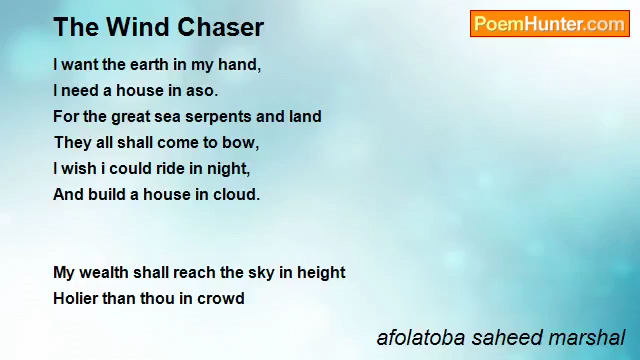 The Wind Chaser
PoemHunter.com
I want the earth in my hand,
I need a house in aso.
For the great sea serpents and land
They all shall come to bow,
I wish i could ride in night,
And build a house in cloud.
My wealth shall reach the sky in height
Holier than thou in crowd
afolatoba saheed marshal